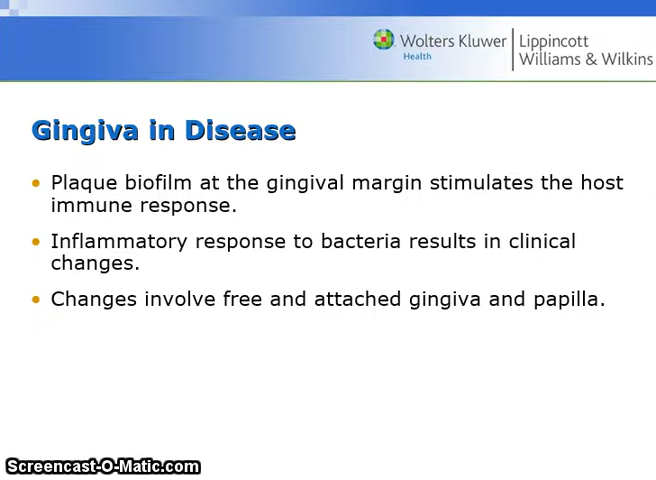 Wolters Kluwer
Health
Lippincott
Williams & Wilkins
Gingiva in Disease
• Plaque biofilm at the gingival margin stimulates the host
immune response.
• Inflammatory response to bacteria results in clinical
changes.
• Changes involve free and attached gingiva and papilla.
Screencast-O-Matic.com